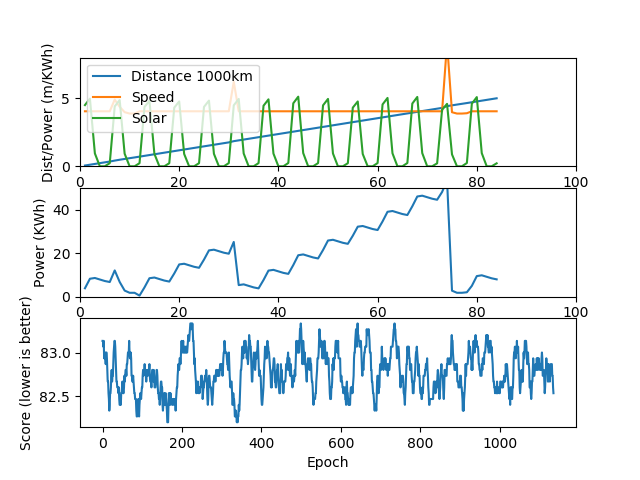 Dist/Power (m/KWh)
5
0
Distance 1000km
Speed
Solar
0 20 40 60 80 100
Power (KWh)
40
20
0
0 20 40 60 80 100
Score (lower is better)
83.0
82.5
0 200 400 600 800 1000
Epoch